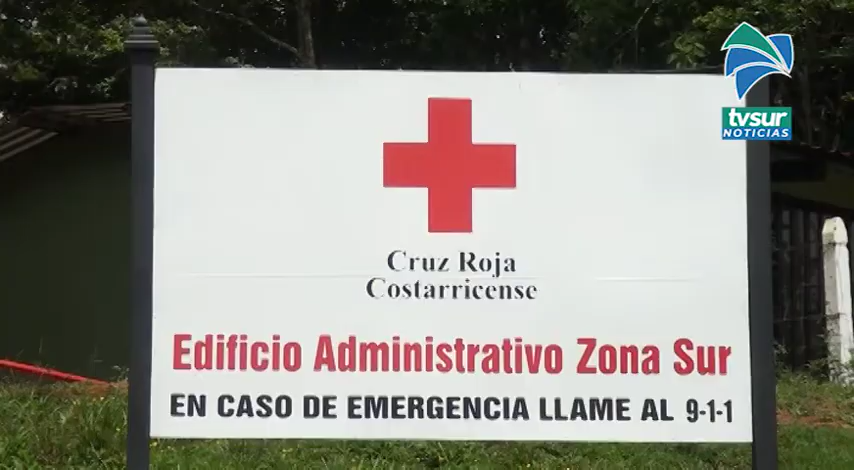 tvsur
NOTICIAS
Cruz Roja
Costarricense
Edificio Administrativo Zona Sur
EN CASO DE EMERGENCIA LLAME AL 9-1-1